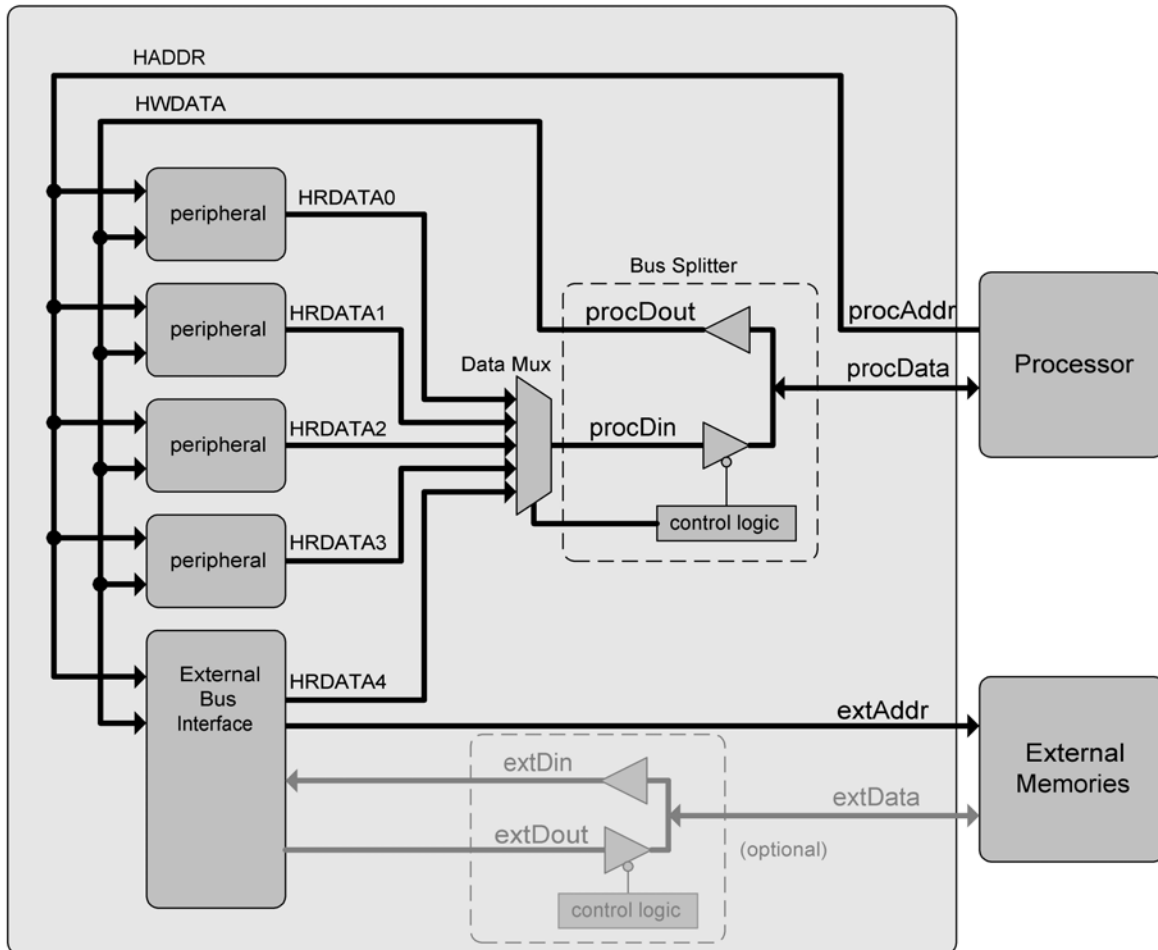 HADDR
HWDATA
peripheral
HRDATA0
Bus Splitter
peripheral
HRDATA1
procDout
procAddr
Processor
Data Mux
procData
peripheral
HRDATA2
procDin
control logic
peripheral
HRDATA3
External
Bus
Interface
HRDATA4
extAddr
External
Memories
extDin
extData
extDout
(optional)
control logic